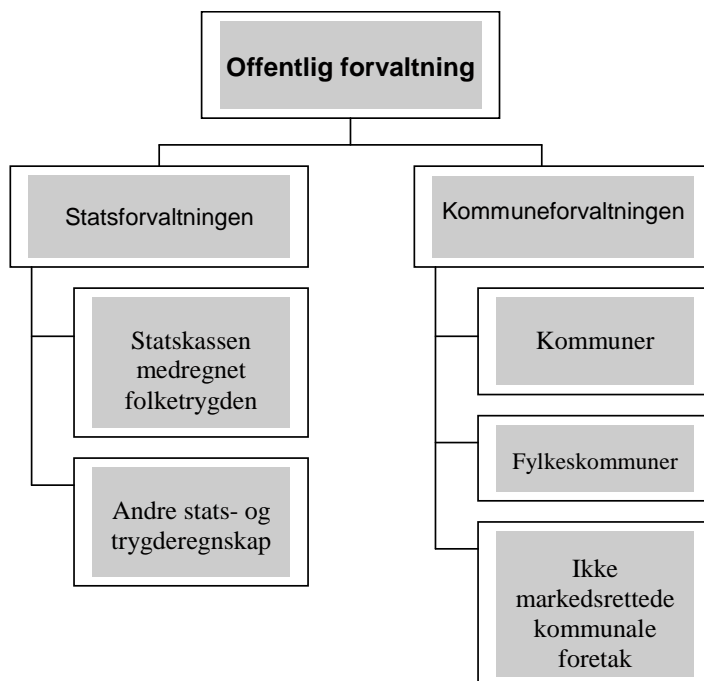 Offentlig forvaltning
Statsforvaltningen
Kommuneforvaltningen
Statskassen
medregnet
folketrygden
Kommuner
Fylkeskommuner
Andre stats- og
trygderegnskap
Ikke
markedsrettede
kommunale
foretak